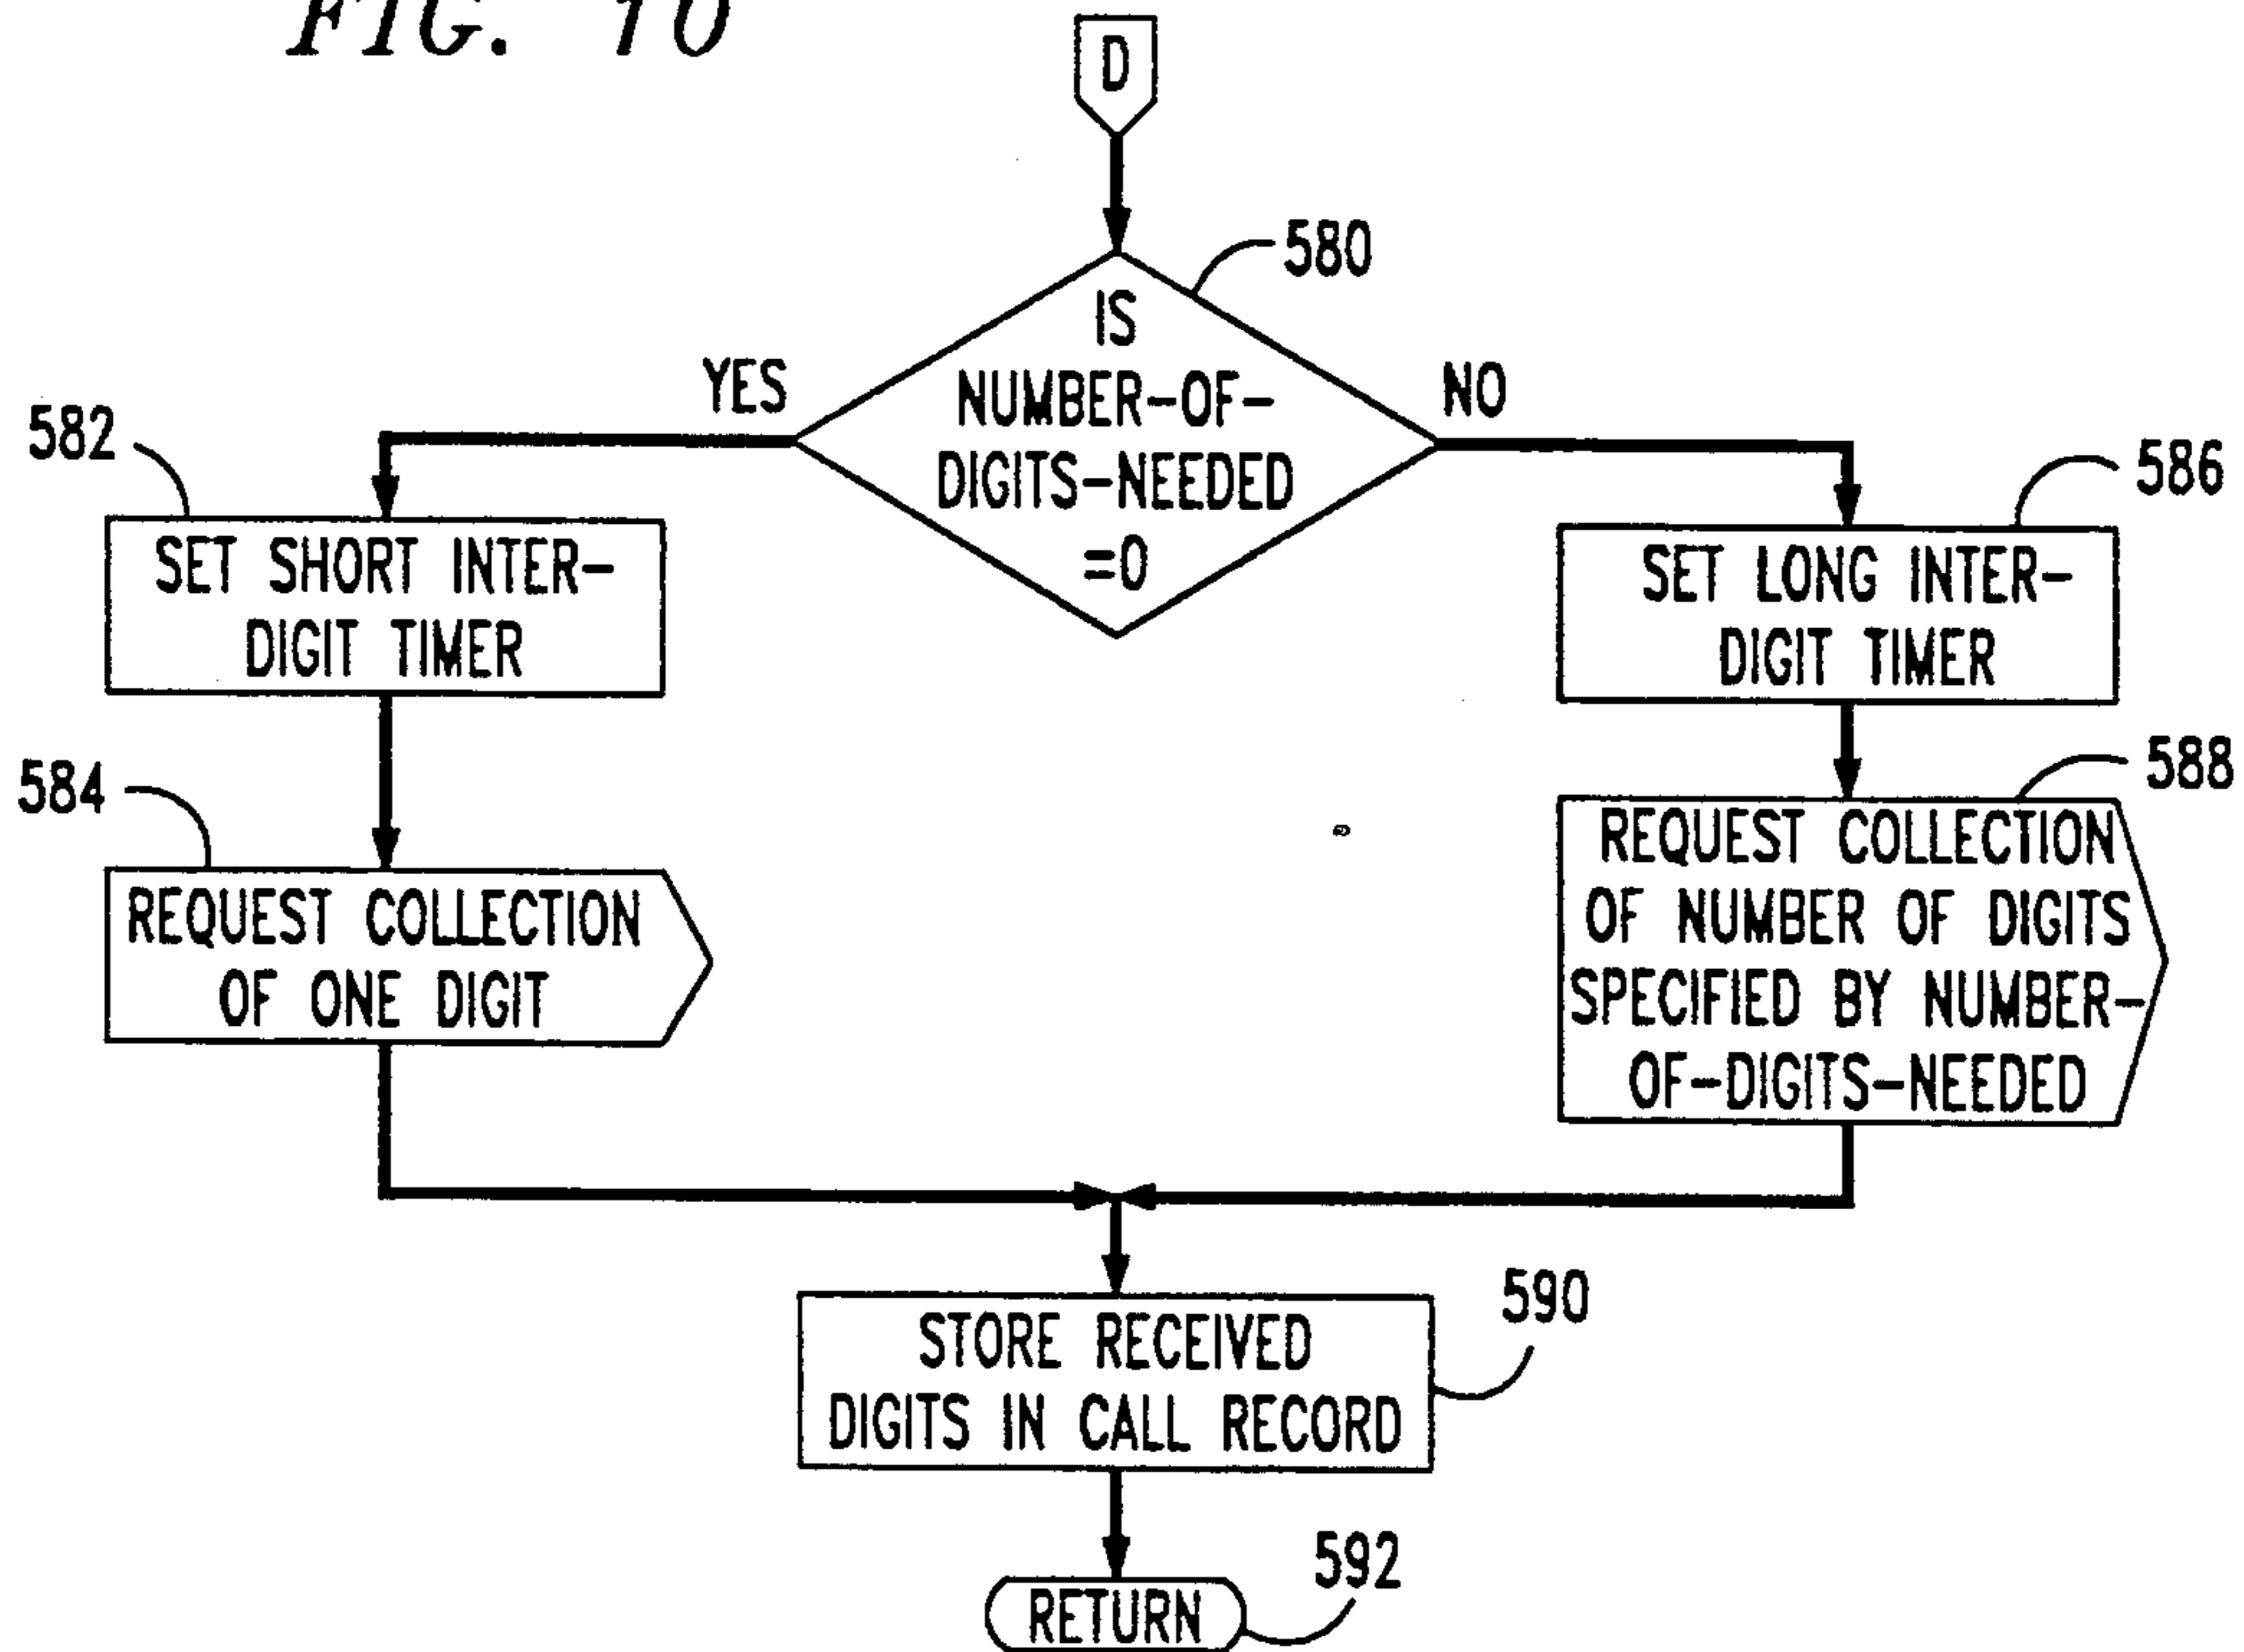 FIG. 10
D
580
IS
NUMBER-OF-
DIGITS-NEEDED
=0
YES
NO
582
SET SHORT INTER-
DIGIT TIMER
586
SET LONG INTER-
DIGIT TIMER
584
REQUEST COLLECTION
OF ONE DIGIT
588
REQUEST COLLECTION
OF NUMBER OF DIGITS
SPECIFIED BY NUMBER-
OF-DIGITS-NEEDED
590
STORE RECEIVED
DIGITS IN CALL RECORD
592
RETURN